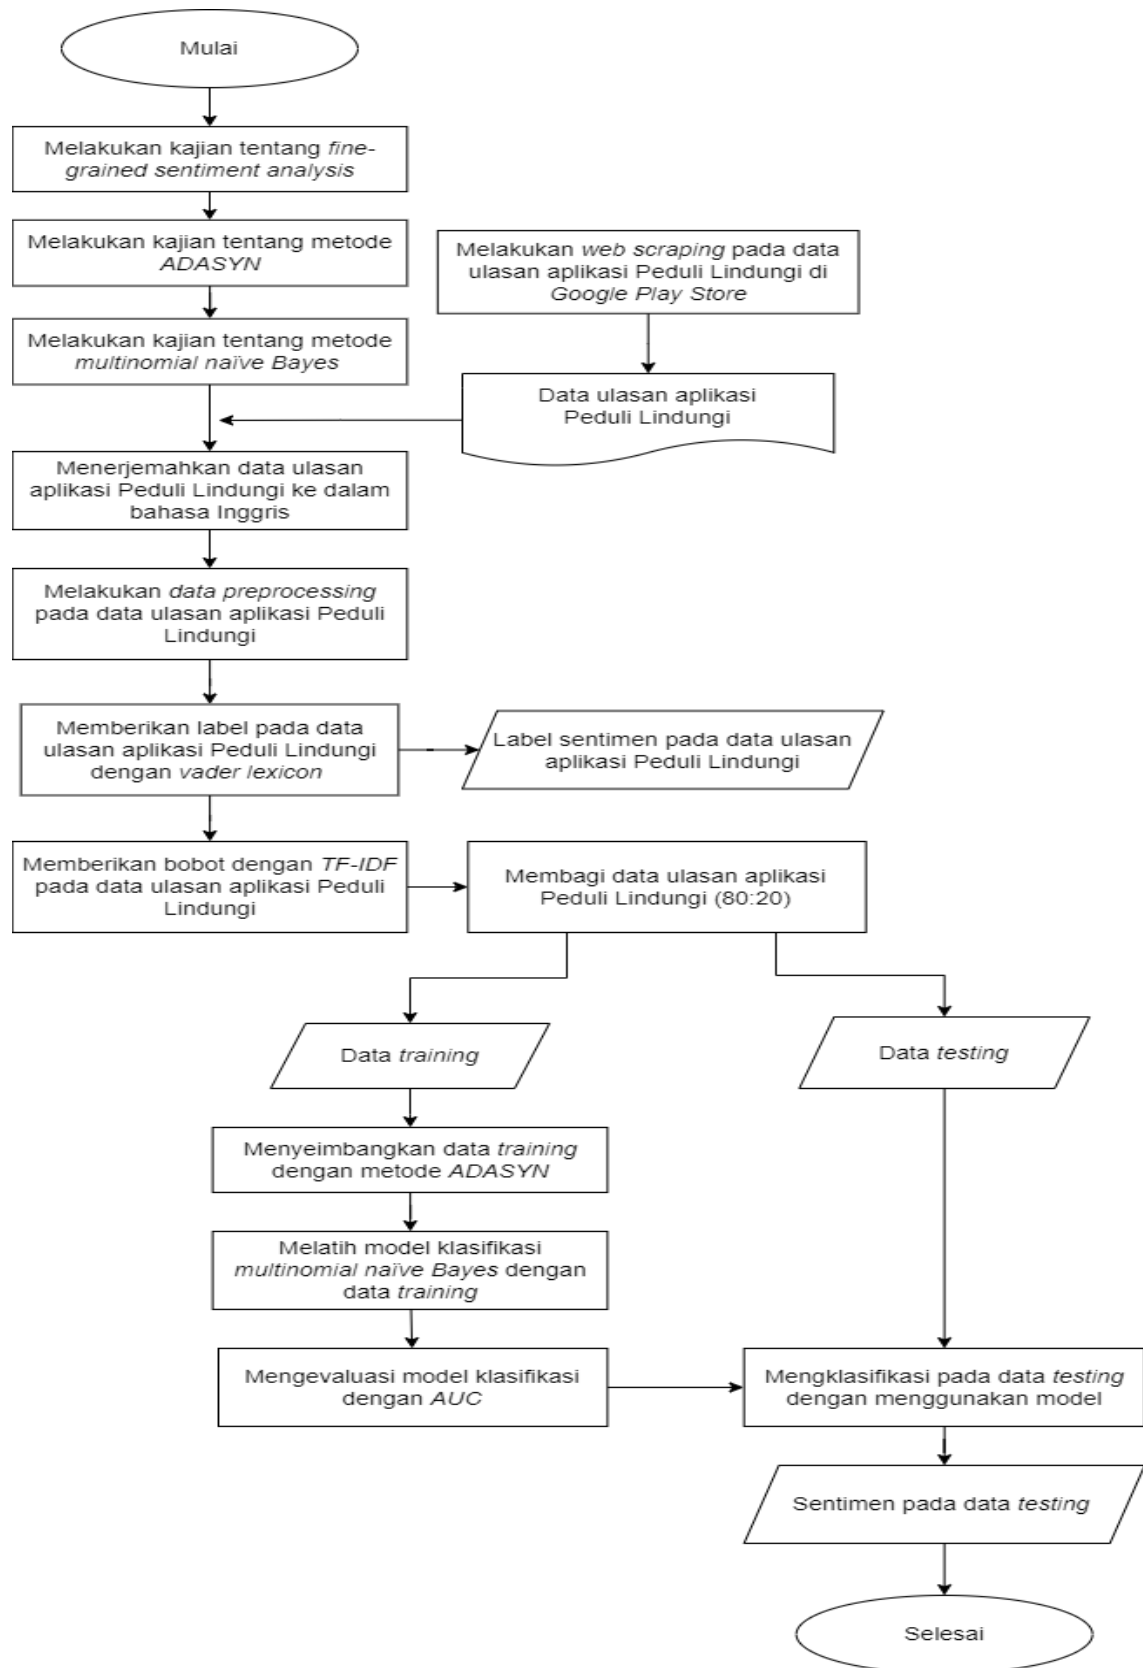 Mulai
Melakukan kajian tentang fine-
grained sentiment analysis
Melakukan kajian tentang metode
ADASYN
Melakukan web scraping pada data
ulasan aplikasi Peduli Lindungi di
Google Play Store
Melakukan kajian tentang metode
multinomial naïve Bayes
Data ulasan aplikasi
Peduli Lindungi
Menerjemahkan data ulasan
aplikasi Peduli Lindungi ke dalam
bahasa Inggris
Melakukan data preprocessing
pada data ulasan aplikasi Peduli
Lindungi
Memberikan label pada data
ulasan aplikasi Peduli Lindungi
dengan vader lexicon
Label sentimen pada data ulasan
aplikasi Peduli Lindungi
Memberikan bobot dengan TF-IDF
pada data ulasan aplikasi Peduli
Lindungi
Membagi data ulasan aplikasi
Peduli Lindungi (80:20)
Data training
Data testing
Menyeimbangkan data training
dengan metode ADASYN
Melatih model klasifikasi
multinomial naïve Bayes dengan
data training
Mengevaluasi model klasifikasi
dengan AUC
Mengklasifikasi pada data testing
dengan menggunakan model
Sentimen pada data testing
Selesai